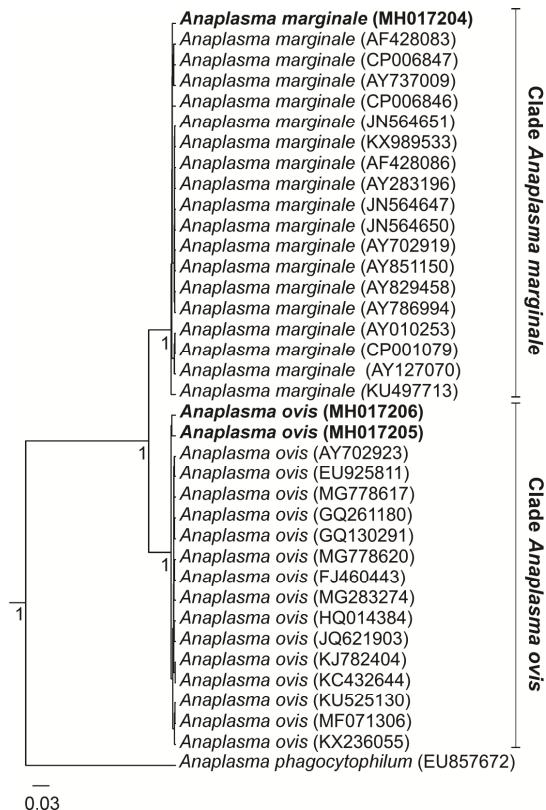 Anaplasma marginale (MH017204)
Anaplasma marginale (AF428083)
Anaplasma marginale (CP006847)
Anaplasma marginale (AY737009)
Anaplasma marginale (CP006846)
Anaplasma marginale (JN564651)
Anaplasma marginale (KX989533)
Anaplasma marginale (AF428086)
Anaplasma marginale (AY283196)
Anaplasma marginale (JN564647)
Anaplasma marginale (JN564650)
Anaplasma marginale (AY702919)
Anaplasma marginale (AY851150)
Anaplasma marginale (AY829458)
Anaplasma marginale (AY786994)
Anaplasma marginale (AY010253)
Anaplasma marginale (CP001079)
Anaplasma marginale (AY127070)
Anaplasma marginale (KU497713)
Clade Anaplasma marginale
1
Anaplasma ovis (MH017206)
Anaplasma ovis (MH017205)
Anaplasma ovis (AY702923)
Anaplasma ovis (EU925811)
Anaplasma ovis (MG778617)
Anaplasma ovis (GQ261180)
Anaplasma ovis (GQ130291)
Anaplasma ovis (MG778620)
Anaplasma ovis (FJ460443)
Anaplasma ovis (MG283274)
Anaplasma ovis (HQ014384)
Anaplasma ovis (JQ621903)
Anaplasma ovis (KJ782404)
Anaplasma ovis (KC432644)
Anaplasma ovis (KU525130)
Anaplasma ovis (MF071306)
Anaplasma ovis (KX236055)
Clade Anaplasma ovis
1
1
1
Anaplasma phagocytophilum (EU857672)
0.03